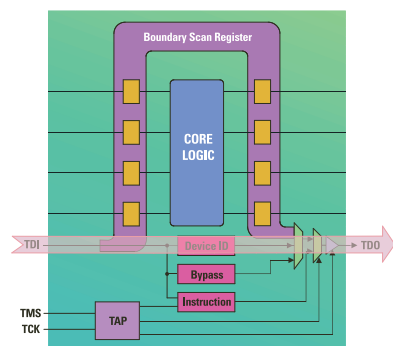 Boundary Scan Register
CORE
LOGIC
TDI
Device ID
TDO
Bypass
Instruction
TMS
TCK
TAP